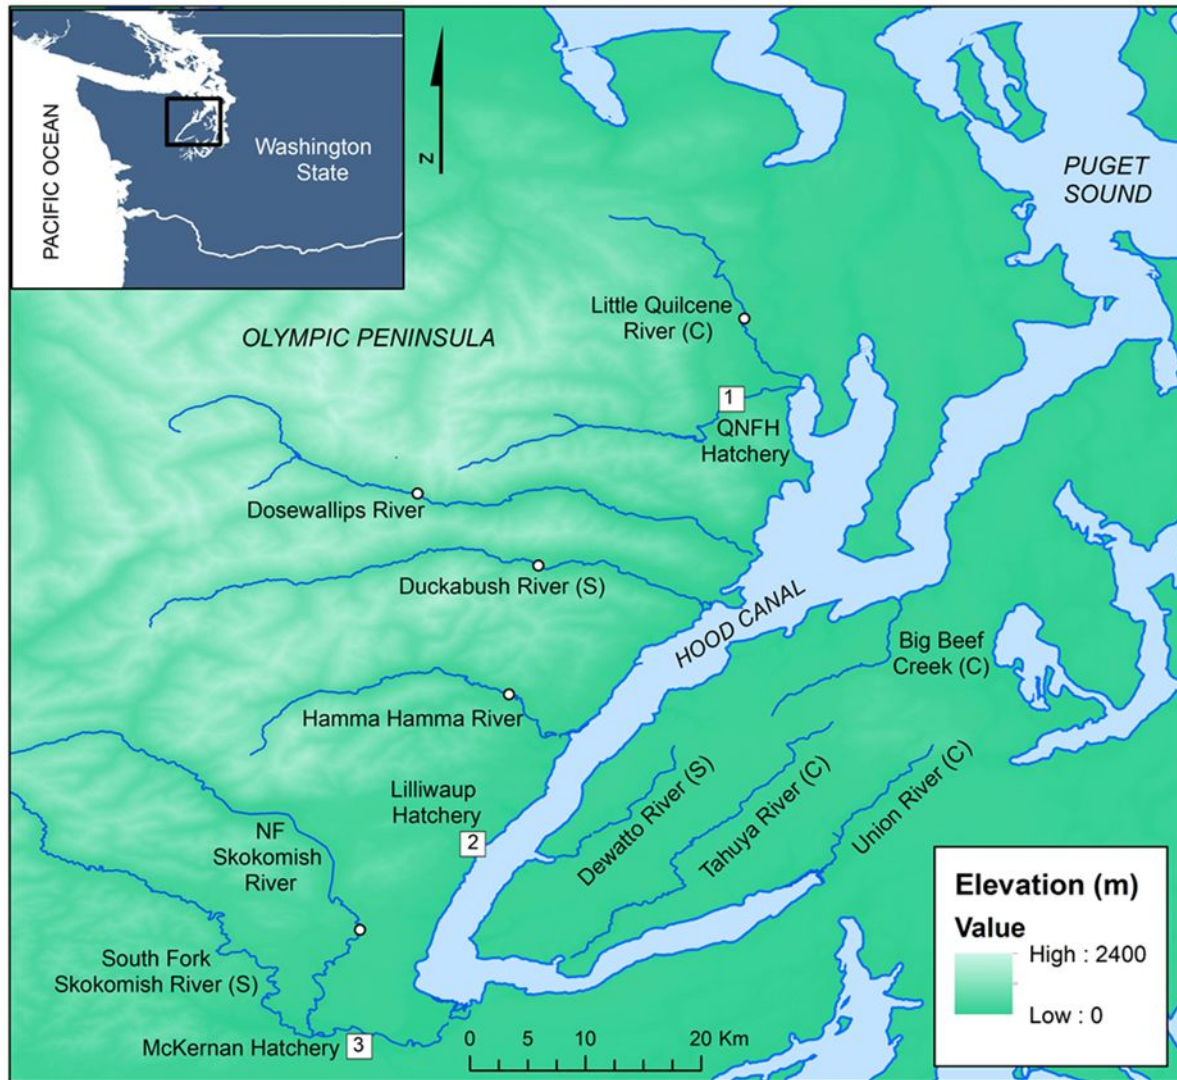 PACIFIC OCEAN
Washington
State
N
PUGET
SOUND
Little Quilcene
River (C)
OLYMPIC PENINSULA
1
QNFH
Hatchery
Dosewallips River
Duckabush River (S)
HOOD CANAL
Big Beef
Creek (C)
Hamma Hamma River
Lilliwaup
Hatchery
2
Dewatto River (S)
Tahuya River (C)
Union River (C)
NF
Skokomish
River
South Fork
Skokomish River (S)
McKernan Hatchery
3
0 5 10 20 Km
Elevation (m)
Value
High : 2400
Low : 0